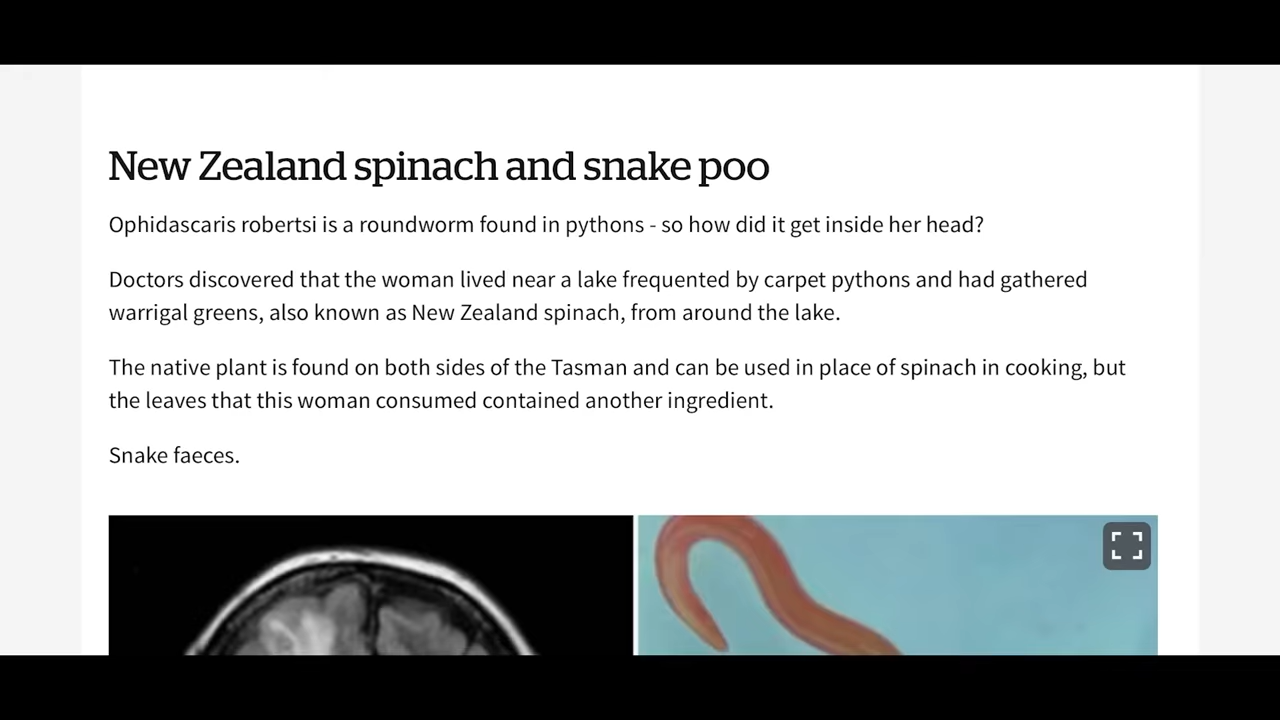 New Zealand spinach and snake poo
Ophidascaris robertsi is a roundworm found in pythons - so how did it get inside her head?
Doctors discovered that the woman lived near a lake frequented by carpet pythons and had gathered
warrigal greens, also known as New Zealand spinach, from around the lake.
The native plant is found on both sides of the Tasman and can be used in place of spinach in cooking, but
the leaves that this woman consumed contained another ingredient.
Snake faeces.